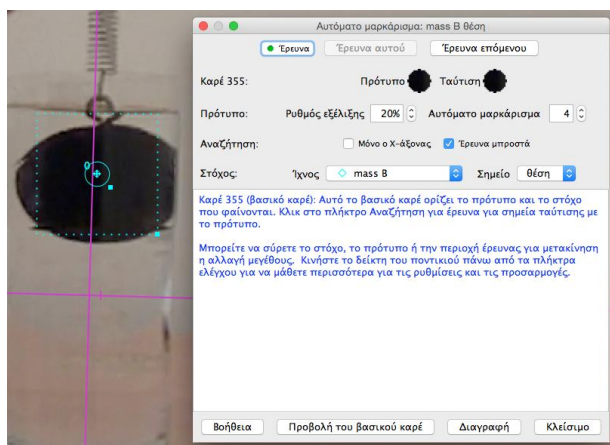 Αυτόματο μαρκάρισμα: mass B θέση
Έρευνα Έρευνα αυτού Έρευνα επόμενου
Καρέ 355: Πρότυπο Ταύτιση
Πρότυπο: Ρυθμός εξέλιξης 20% Αυτόματο μαρκάρισμα 4
Αναζήτηση: Μόνο ο Χ-άξονας Έρευνα μπροστά
Στόχος: Ίχνος mass B Σημείο θέση
Καρέ 355 (βασικό καρέ): Αυτό το βασικό καρέ ορίζει το πρότυπο και το στόχο
που φαίνονται. Κλικ στο πλήκτρο Αναζήτηση για έρευνα για σημεία ταύτισης με
το πρότυπο.
Μπορείτε να σύρετε το στόχο, το πρότυπο ή την περιοχή έρευνας για μετακίνηση
η αλλαγή μεγέθους. Κινήστε το δείκτη του ποντικιού πάνω από τα πλήκτρα
ελέγχου για να μάθετε περισσότερα για τις ρυθμίσεις και τις προσαρμογές.
0
Βοήθεια Προβολή του βασικού καρέ Διαγραφή Κλείσιμο